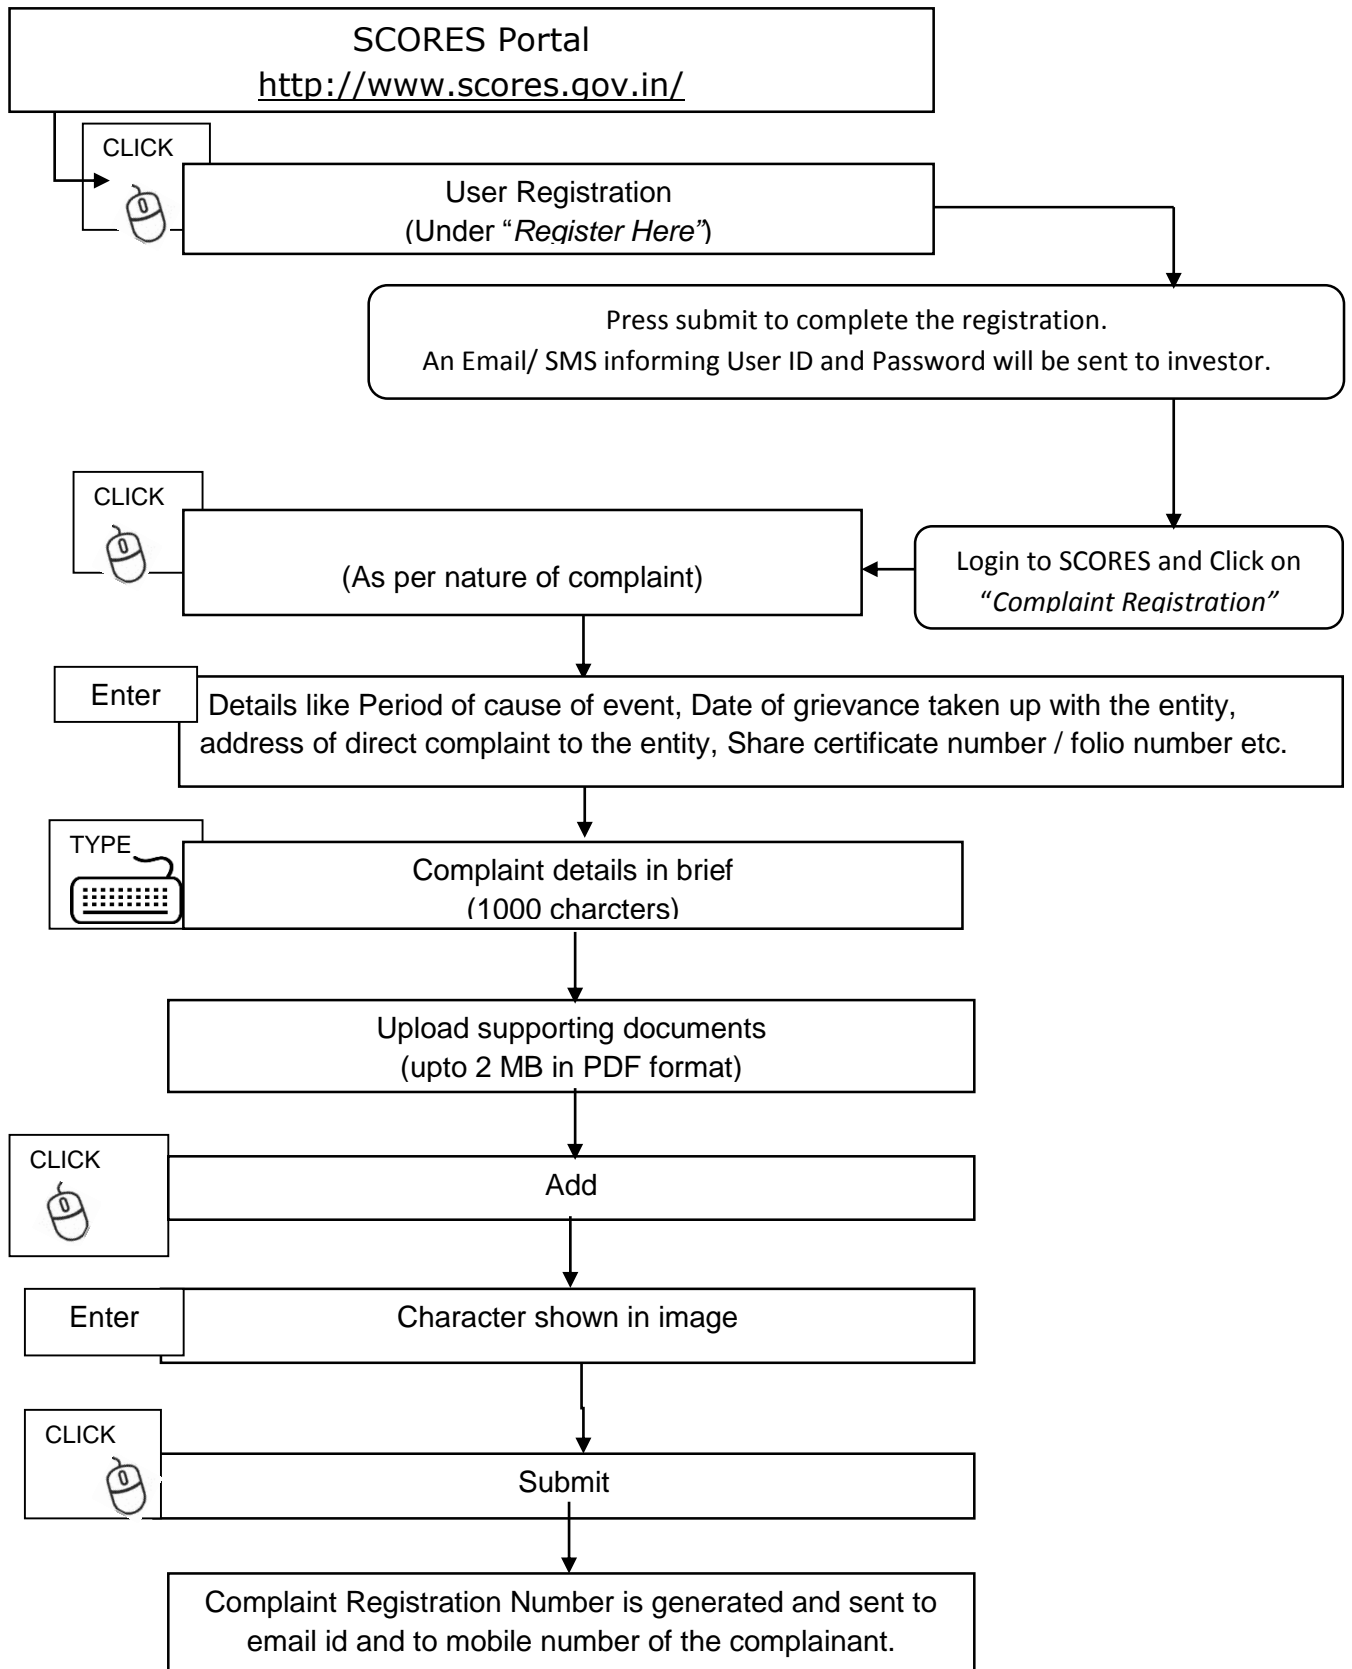 SCORES Portal
http://www.scores.gov.in/
CLICK
User Registration
(Under “Register Here”)
Press submit to complete the registration.
An Email/ SMS informing User ID and Password will be sent to investor.
CLICK
(As per nature of complaint)
Login to SCORES and Click on
“Complaint Registration”
Enter
Details like Period of cause of event, Date of grievance taken up with the entity,
address of direct complaint to the entity, Share certificate number / folio number etc.
TYPE
Complaint details in brief
(1000 charcters)
Upload supporting documents
(upto 2 MB in PDF format)
CLICK
Add
Enter
Character shown in image
CLICK
Submit
Complaint Registration Number is generated and sent to
email id and to mobile number of the complainant.